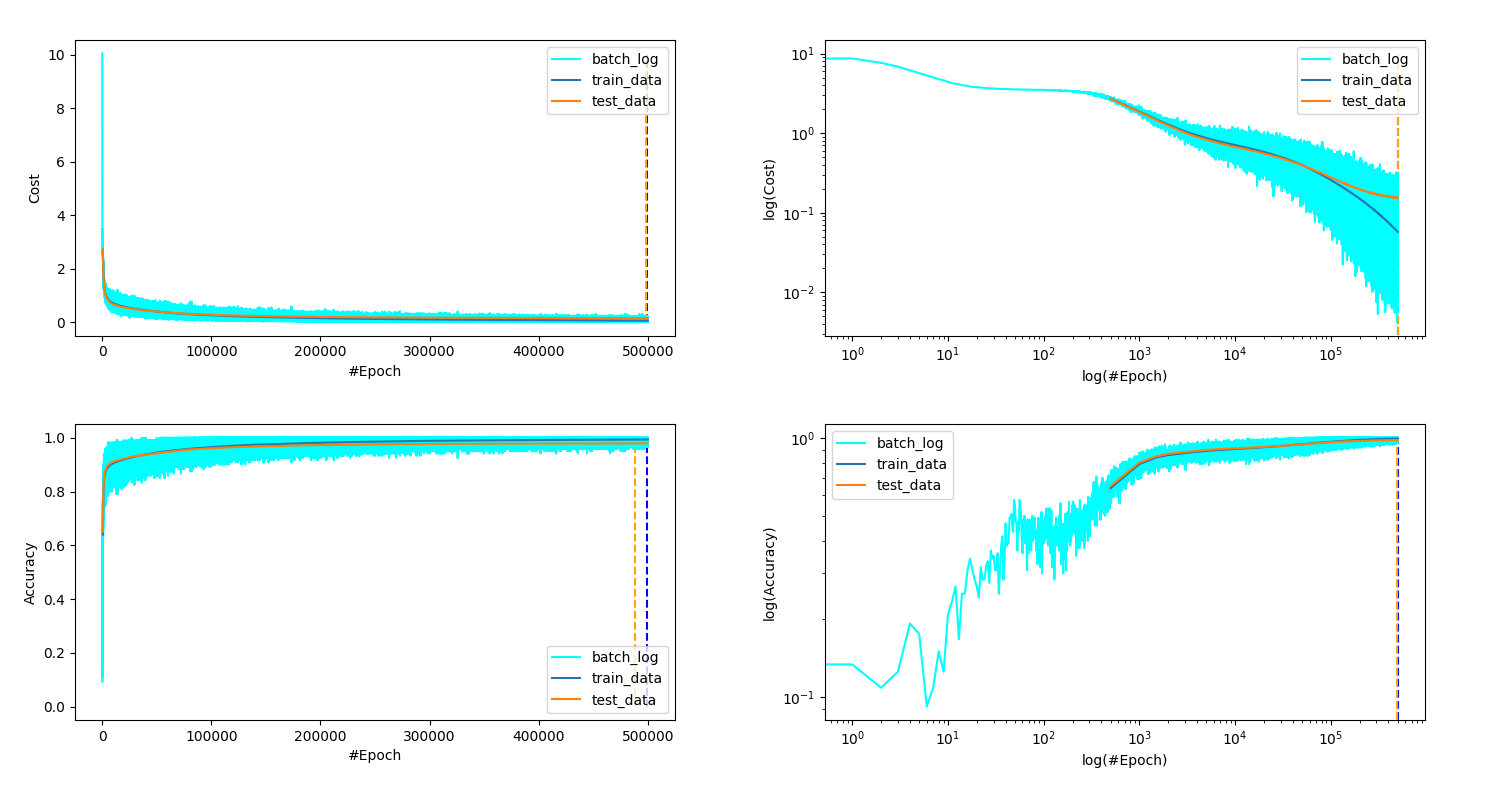 batch_log
train_data
test_data
10
8
6
4
2
0
Cost
0 100000 200000 300000 400000 500000
#Epoch
batch_log
train_data
test_data
10^1
10^0
10^−1
10^−2
log(Cost)
10^0 10^1 10^2 10^3 10^4 10^5
log(#Epoch)
1.0
0.8
0.6
0.4
0.2
0.0
Accuracy
batch_log
train_data
test_data
0 100000 200000 300000 400000 500000
#Epoch
batch_log
train_data
test_data
10^0
10^−1
log(Accuracy)
10^0 10^1 10^2 10^3 10^4 10^5
log(#Epoch)